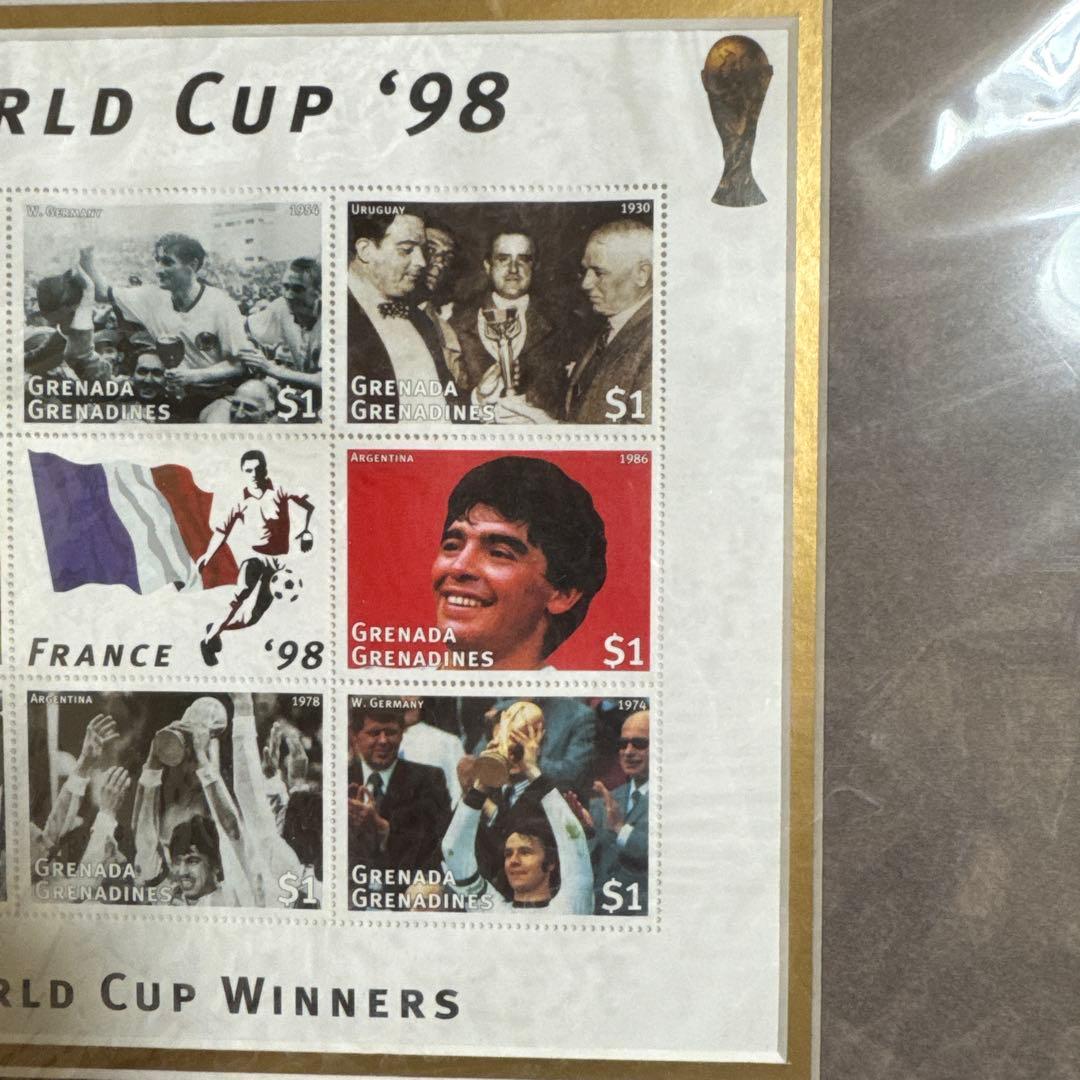 RLD CUP ‘98
W. GERMANY 1954
GRENADA
GRENADINES $1
URUGUAY 1930
GRENADA
GRENADINES $1
FRANCE ‘98
ARGENTINA 1986
GRENADA
GRENADINES $1
ARGENTINA 1978
GRENADA
GRENADINES $1
W. GERMANY 1974
GRENADA
GRENADINES $1
RLD CUP WINNERS